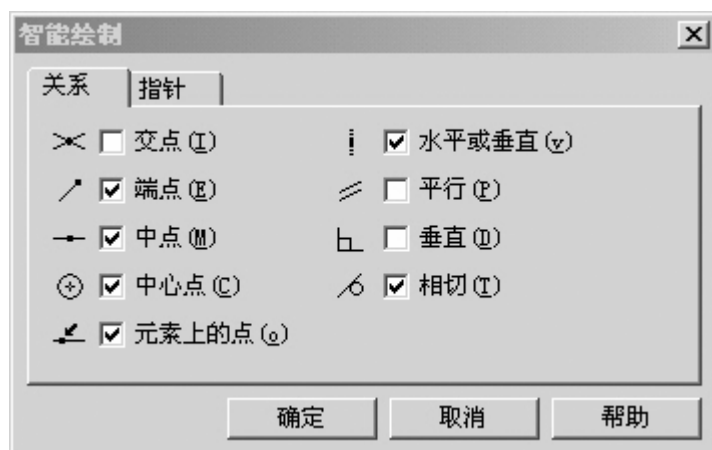 智能绘制
关系 指针
交点(I) 水平或垂直(v)
端点(E) 平行(P)
中点(M) 垂直(D)
中心点(C) 相切(T)
元素上的点(o)
确定 取消 帮助